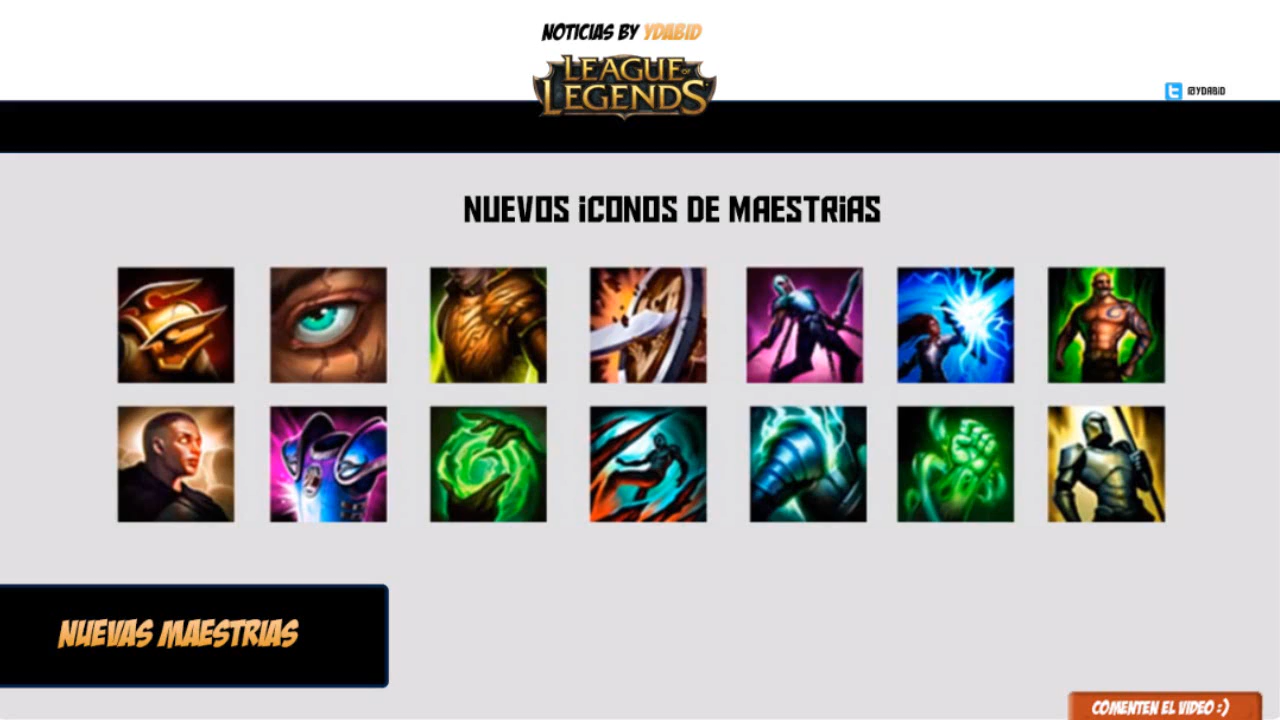 NOTICIAS BY YDABID
LEAGUE OF
LEGENDS
@YDABID
NUEVOS iCONOS DE MAESTRiAS
NUEVAS MAESTRIAS
COMENTEN EL VIDEO :)